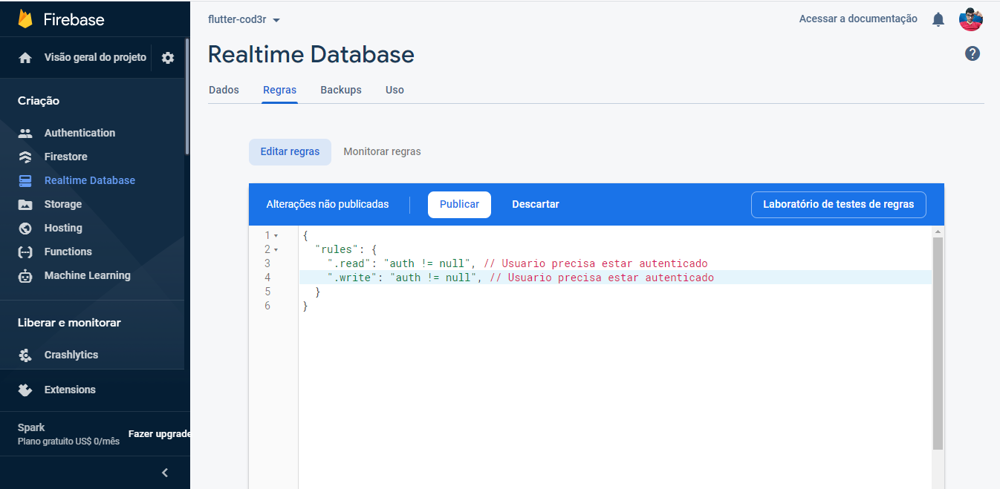 Firebase
flutter-cod3r
Acessar a documentação
Visão geral do projeto
Realtime Database
?
Dados
Regras
Backups
Uso
Criação
Authentication
Firestore
Realtime Database
Storage
Hosting
Functions
Machine Learning
Liberar e monitorar
Crashlytics
Extensions
Spark
Plano gratuito US$ 0/mês
Fazer upgrade
Editar regras
Monitorar regras
Alterações não publicadas
Publicar
Descartar
Laboratório de testes de regras
1 {
2 "rules": {
3 ".read": "auth != null", // Usuario precisa estar autenticado
4 ".write": "auth != null", // Usuario precisa estar autenticado
5 }
6 }